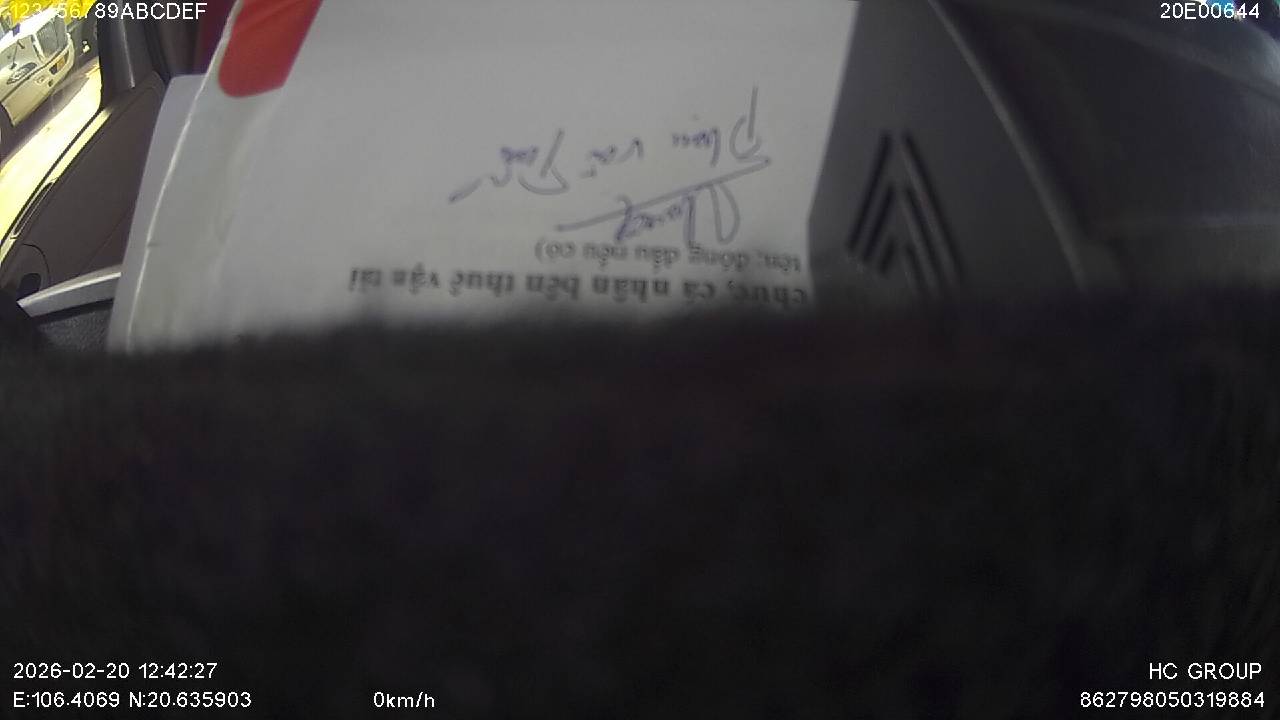 123456789ABCDEF
20E00644
chức, cá nhân bên thuê vận tải
tên, đóng dấu nếu có)
2026-02-20 12:42:27
HC GROUP
E:106.4069 N:20.635903
0km/h
862798050319884